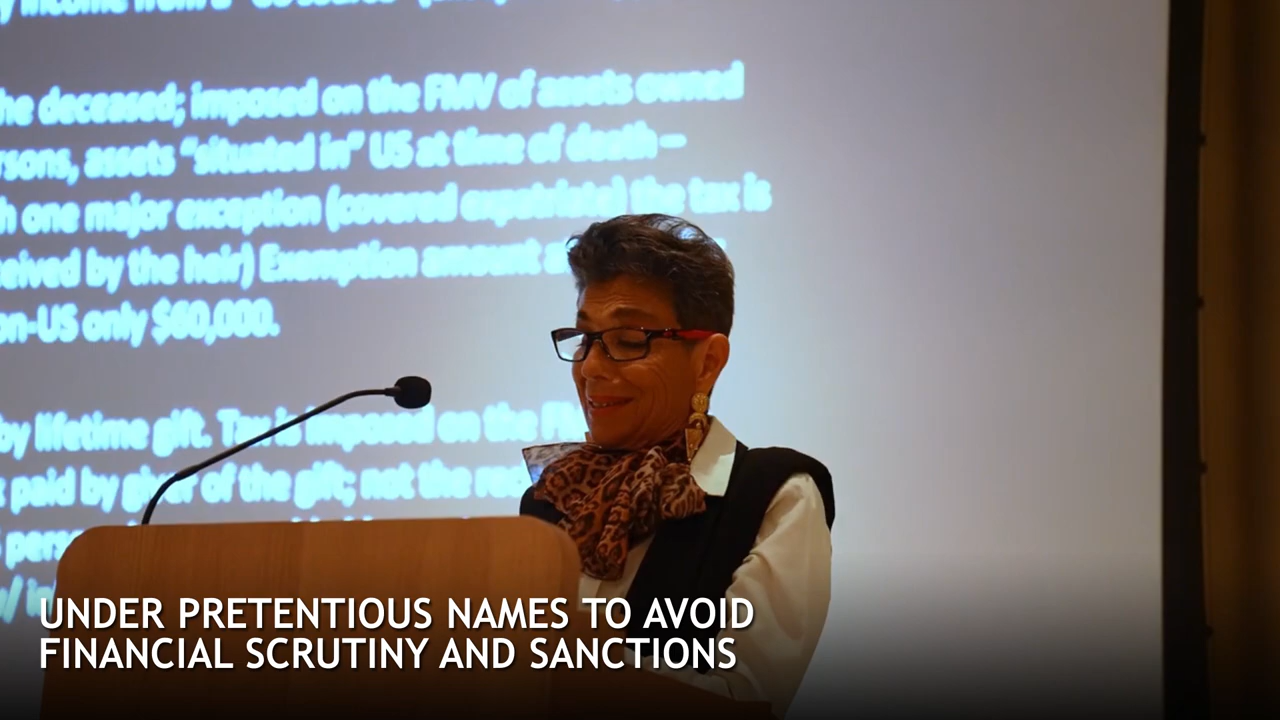 he deceased; imposed on the FMV of assets owned
rsons, assets "situated in" US at time of death—
h one major exception (covered expatriate) the tax is
ceived by the heir) Exemption amount
on-US only $60,000.
by lifetime gift. Tax is imposed on the
paid by giver of the gift; not the
UNDER PRETENTIOUS NAMES TO AVOID
FINANCIAL SCRUTINY AND SANCTIONS